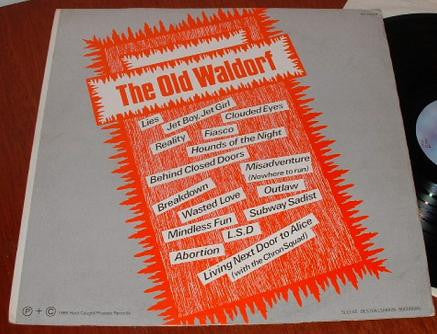 The Old Waldorf
Lies
Jet Boy, Jet Girl
Clouded Eyes
Reality
Fiasco
Hounds of the Night
Behind Closed Doors
Misadventure
(Nowhere to run)
Breakdown
Wasted Love
Outlaw
Mindless Fun
Subway Sadist
Abortion
L.S.D
Living Next Door to Alice
(with the Chron Squad)
Ⓟ + Ⓒ
Records